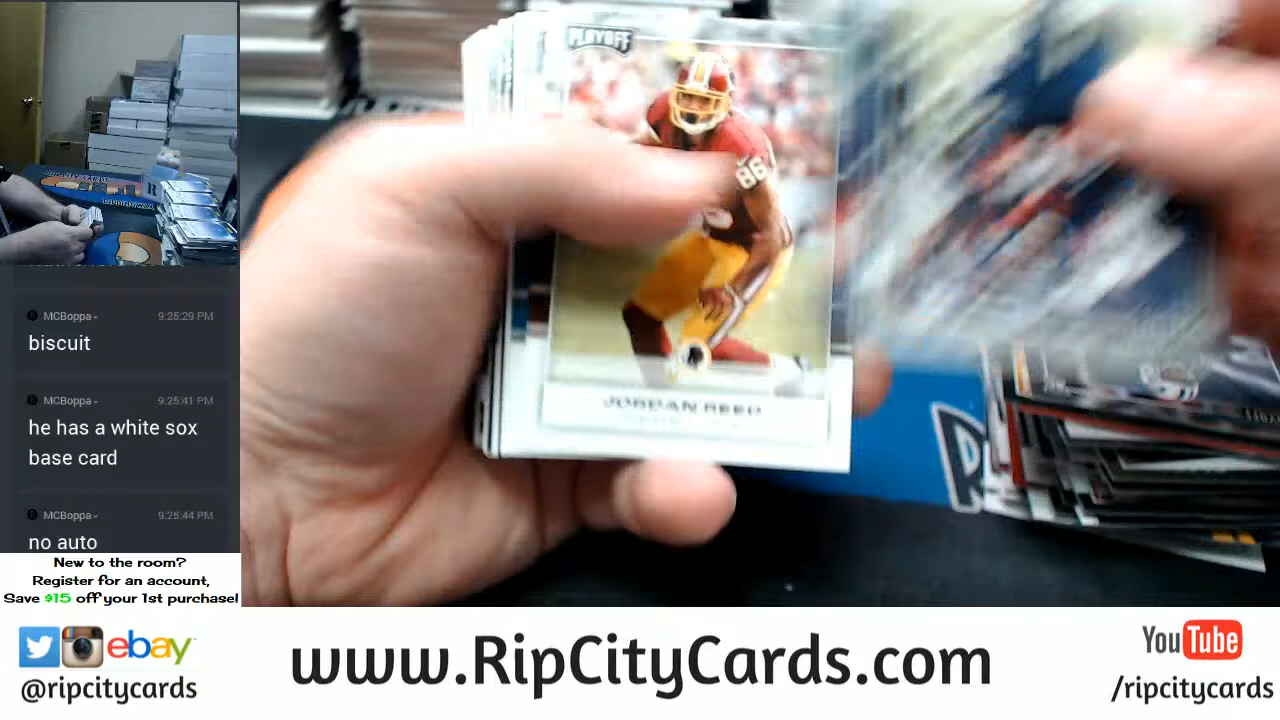 MCBoppa 9:25:29 PM
biscuit
MCBoppa 9:25:41 PM
he has a white sox
base card
MCBoppa 9:25:44 PM
no auto
New to the room?
Register for an account,
Save $15 off your 1st purchase!
PLAYOFF
86
JORDAN REED
R
ebay
@ripcitycards
www.RipCityCards.com
YouTube
/ripcitycards